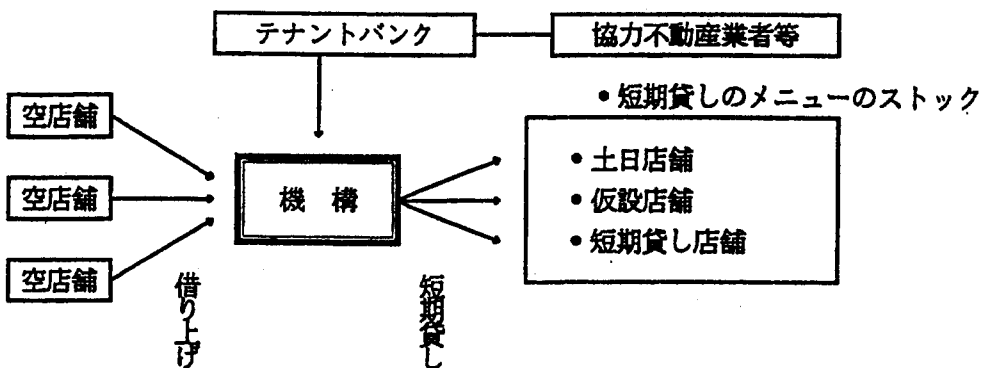 テナントバンク
協力不動産業者等
• 短期貸しのメニューのストック
空店舗
空店舗
空店舗
機 構
• 土日店舗
• 仮設店舗
• 短期貸し店舗
借り上げ
短期貸し